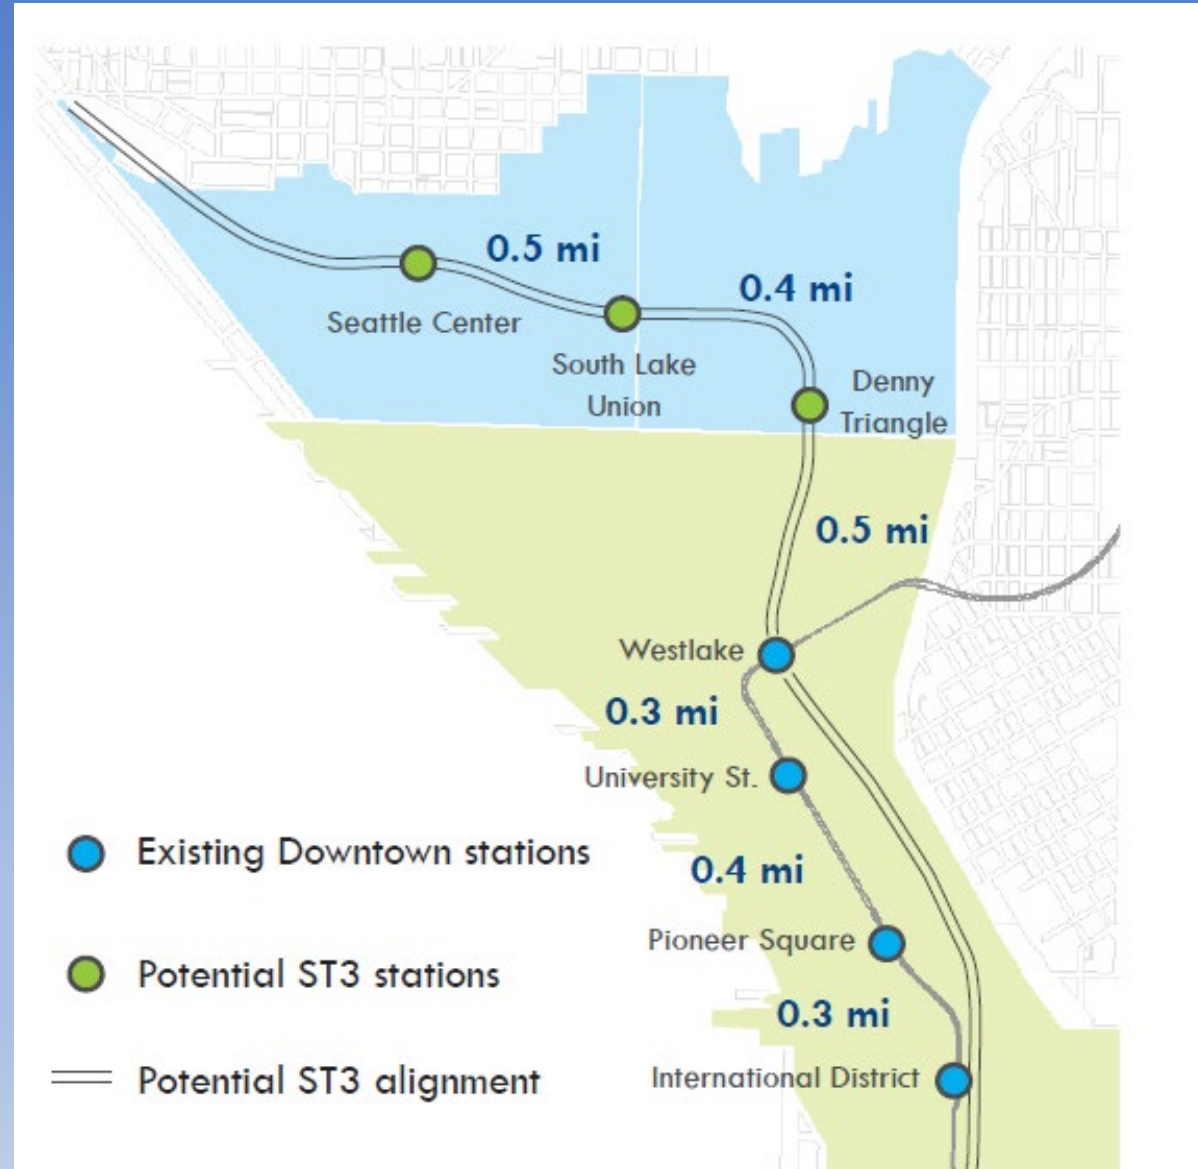 0.5 mi
0.4 mi
Seattle Center
South Lake
Union
Denny
Triangle
0.5 mi
Westlake
0.3 mi
University St.
Existing Downtown stations
0.4 mi
Pioneer Square
Potential ST3 stations
0.3 mi
International District
Potential ST3 alignment